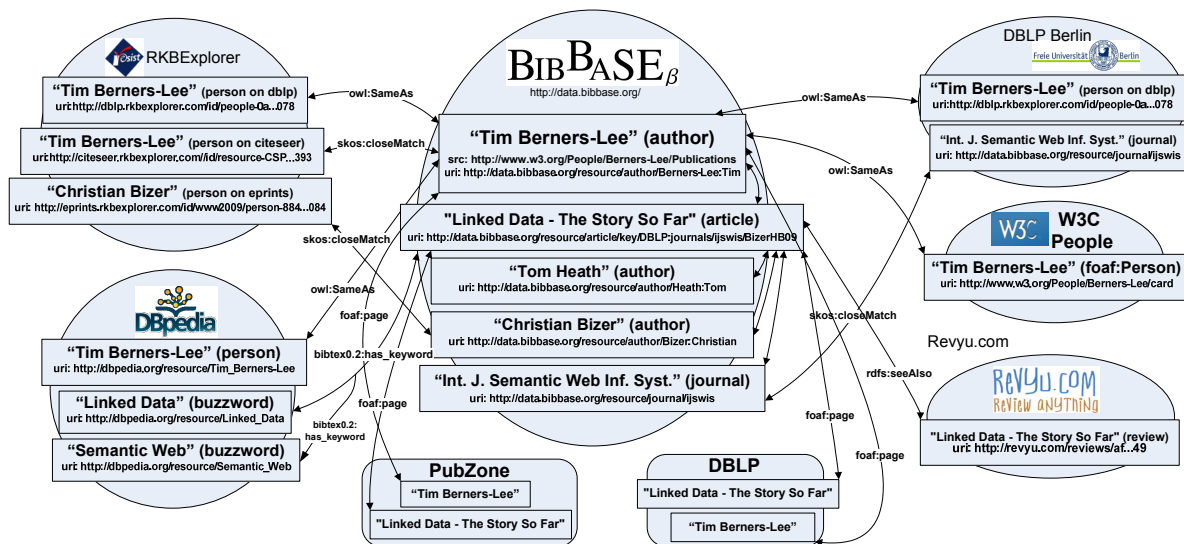 RKBExplorer
“Tim Berners-Lee” (person on dblp)
uri:http://dblp.rkbexplorer.com/id/people-0a...078
“Tim Berners-Lee” (person on citeseer)
uri:http://citeseer.rkbexplorer.com//id/resource-CSP...393
“Christian Bizer” (person on eprints)
uri: http://eprints.rkbexplorer.com/id/www2009/person-884...084
DBpedia
“Tim Berners-Lee” (person)
uri: http://dbpedia.org/resource/Tim_Berners-Lee
“Linked Data” (buzzword)
uri: http://dbpedia.org/resource/Linked_Data
“Semantic Web” (buzzword)
uri: http://dbpedia.org/resource/Semantic_Web
owl:SameAs
skos:closeMatch
skos:closeMatch
owl:SameAs
foaf:page
bibtex0.2:has_keyword
foaf:page
bibtex0.2:
has_keyword
BIBBASE β
http://data.bibbase.org/
“Tim Berners-Lee” (author)
src: http://www.w3.org/People/Berners-Lee/Publications
uri: http://data.bibbase.org/resource/author/Berners-Lee:Tim
"Linked Data - The Story So Far" (article)
uri: http://data.bibbase.org/resource/article/key/DBLP:journals/ijswis/BizerHB09
“Tom Heath” (author)
uri: http://data.bibbase.org/resource/author/Heath:Tom
“Christian Bizer” (author)
uri: http://data.bibbase.org/resource/author/Bizer:Christian
“Int. J. Semantic Web Inf. Syst.” (journal)
uri: http://data.bibbase.org/resource/journal/ijswis
PubZone
“Tim Berners-Lee”
"Linked Data - The Story So Far"
DBLP
"Linked Data - The Story So Far"
“Tim Berners-Lee”
owl:SameAs
owl:SameAs
skos:closeMatch
rdfs:seeAlso
foaf:page
foaf:page
DBLP Berlin
Freie Universität Berlin
“Tim Berners-Lee” (person on dblp)
uri:http://dblp.rkbexplorer.com/id/people-0a...078
“Int. J. Semantic Web Inf. Syst.” (journal)
uri: http://data.bibbase.org/resource/journal/ijswis
W3C
W3C
People
“Tim Berners-Lee” (foaf:Person)
uri: http://www.w3.org/People/Berners-Lee/card
Revyu.com
ReVYu.COM
ReView ANYTHING
"Linked Data - The Story So Far" (review)
uri: http://revyu.com/reviews/af...49